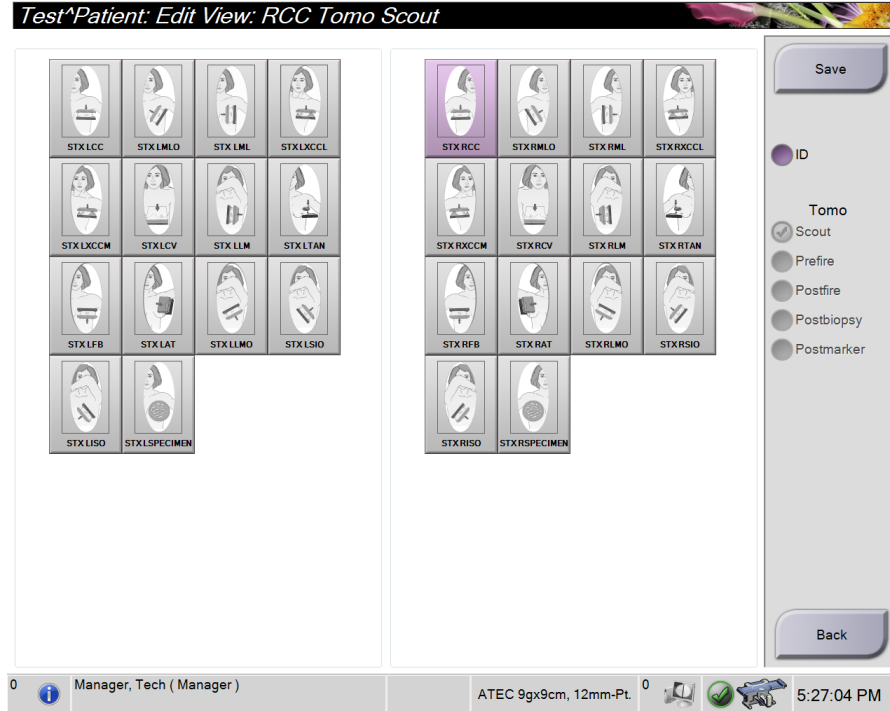 Test^Patient: Edit View: RCC Tomo Scout
STX LCC STX LMLO STX LML STX LXCCL
STX LXCCM STX LCV STX LLM STX LTAN
STX LFB STX LAT STX LLMO STX LSIO
STX LISO STX LSPECIMEN
STX RCC STX RMLO STX RML STX RXCCL
STX RXCCM STX RCV STX RLM STX RTAN
STX RFB STX RAT STX RLMO STX RSIO
STX RISO STX RSPECIMEN
Save
ID
Tomo
Scout
Prefire
Postfire
Postbiopsy
Postmarker
Back
0 Manager, Tech ( Manager ) ATEC 9gx9cm, 12mm-Pt. 0 5:27:04 PM